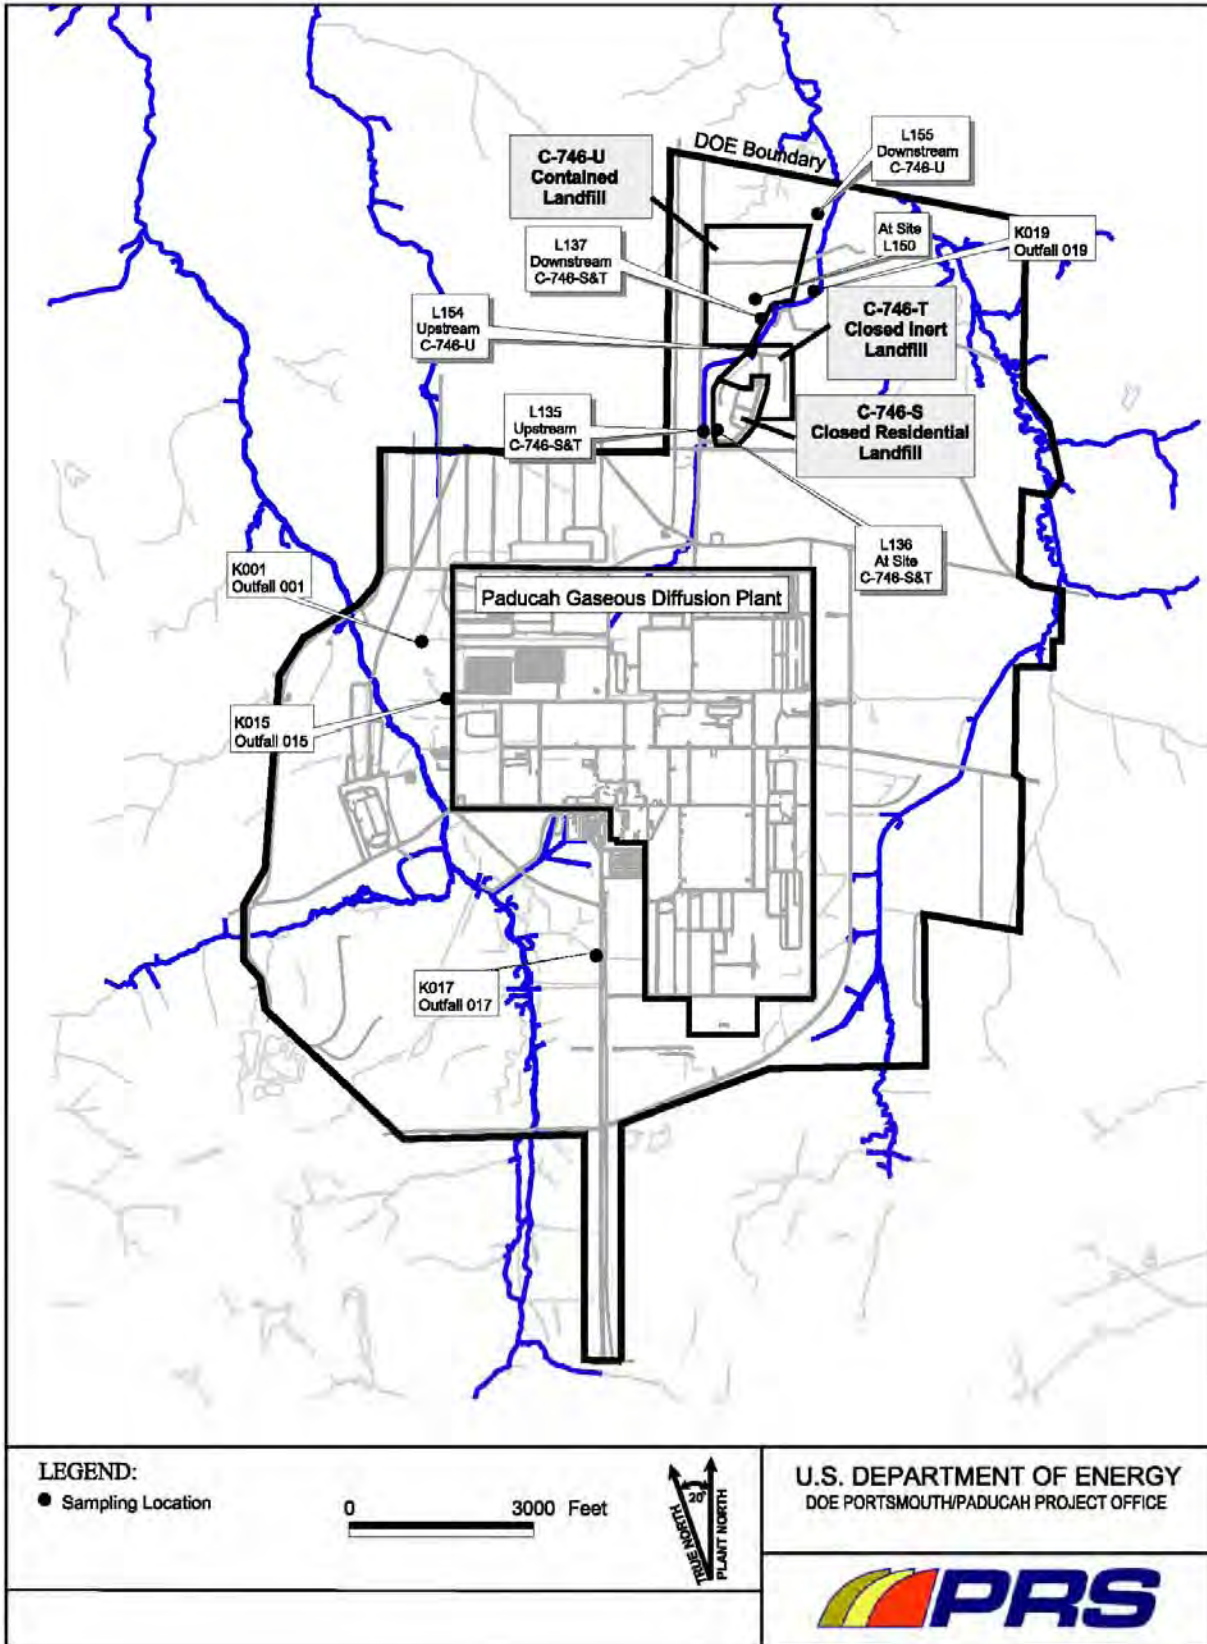 DOE Boundary
L155
Downstream
C-746-U
C-746-U
Contained
Landfill
At Site
L150
K019
Outfall 019
L137
Downstream
C-746-S&T
L154
Upstream
C-746-U
C-746-T
Closed Inert
Landfill
L135
Upstream
C-746-S&T
C-746-S
Closed Residential
Landfill
L136
At Site
C-746-S&T
K001
Outfall 001
Paducah Gaseous Diffusion Plant
K015
Outfall 015
K017
Outfall 017
LEGEND:
Sampling Location
0 3000 Feet
20°
TRUE NORTH
PLANT NORTH
U.S. DEPARTMENT OF ENERGY
DOE PORTSMOUTH/PADUCAH PROJECT OFFICE
PRS